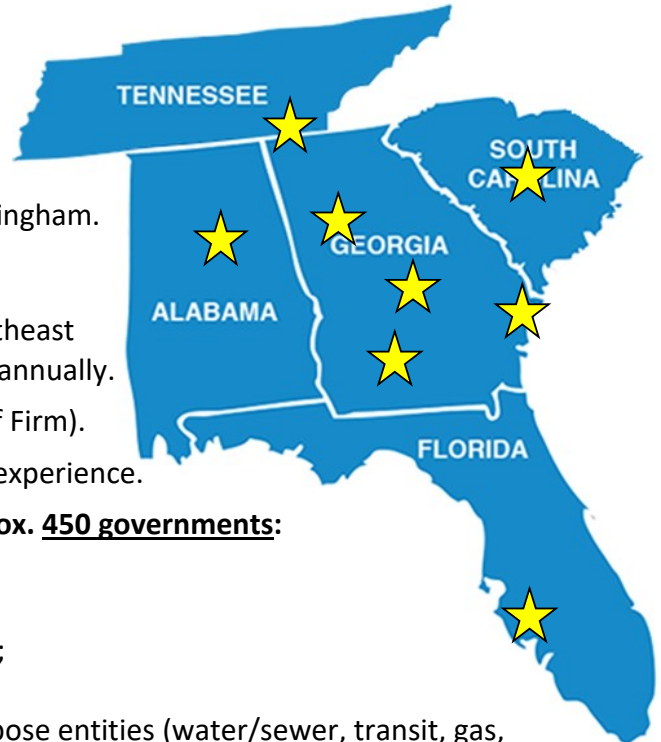 TENNESSEE
SOUTH
CAROLINA
ingham.
GEORGIA
ALABAMA
theast
annually.
f Firm).
FLORIDA
experience.
ox. 450 governments:
;
pose entities (water/sewer, transit, gas,